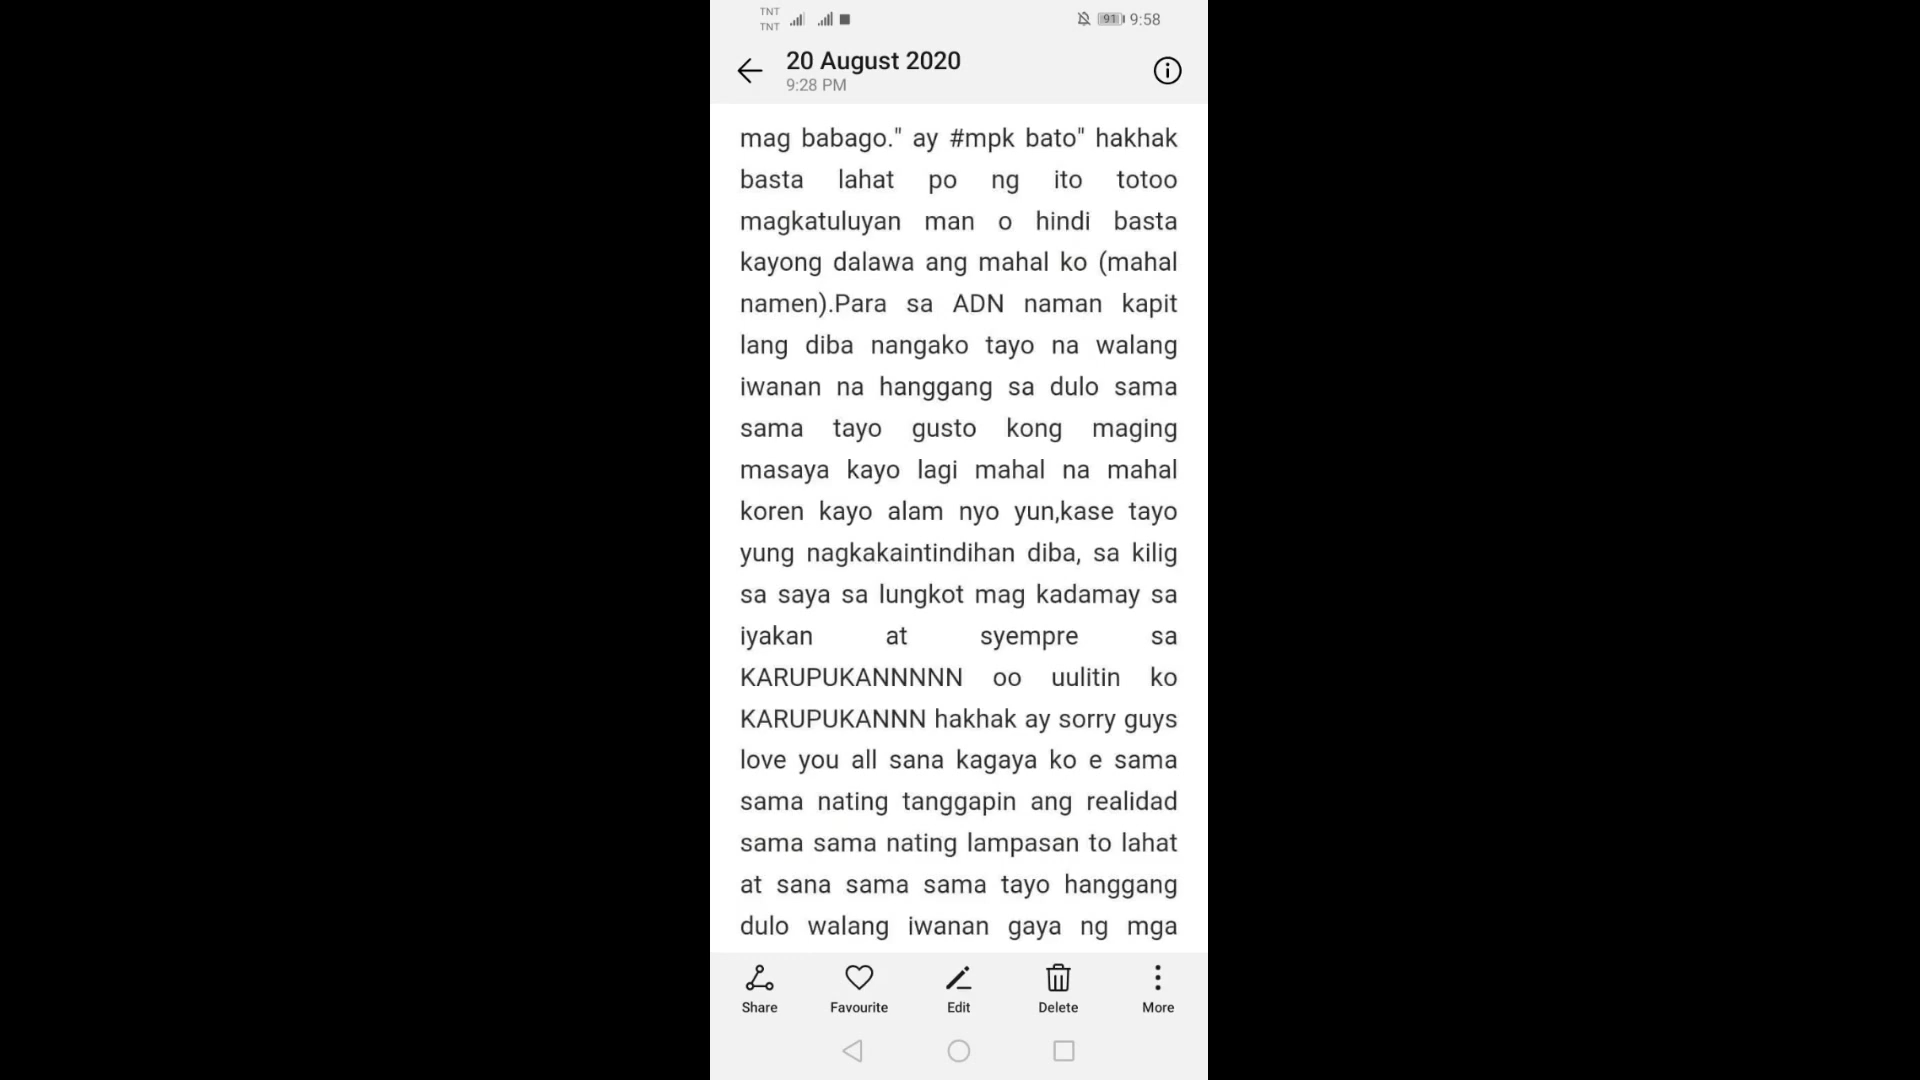 TNT
TNT
91
9:58
20 August 2020
9:28 PM
mag babago." ay #mpk bato" hakhak
basta lahat po ng ito totoo
magkatuluyan man o hindi basta
kayong dalawa ang mahal ko (mahal
namen).Para sa ADN naman kapit
lang diba nangako tayo na walang
iwanan na hanggang sa dulo sama
sama tayo gusto kong maging
masaya kayo lagi mahal na mahal
koren kayo alam nyo yun,kase tayo
yung nagkakaintindihan diba, sa kilig
sa saya sa lungkot mag kadamay sa
iyakan at syempre sa
KARUPUKANNNNN oo uulitin ko
KARUPUKANNN hakhak ay sorry guys
love you all sana kagaya ko e sama
sama nating tanggapin ang realidad
sama sama nating lampasan to lahat
at sana sama sama tayo hanggang
dulo walang iwanan gaya ng mga
Share Favourite Edit Delete More